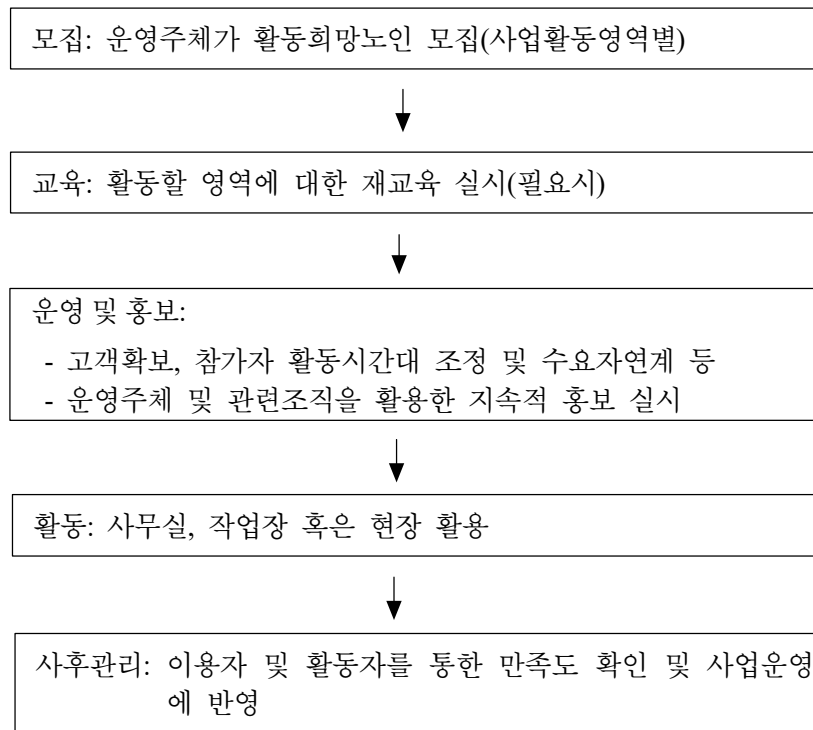 모집: 운영주체가 활동희망노인 모집(사업활동영역별)
교육: 활동할 영역에 대한 재교육 실시(필요시)
운영 및 홍보:
- 고객확보, 참가자 활동시간대 조정 및 수요자연계 등
- 운영주체 및 관련조직을 활용한 지속적 홍보 실시
활동: 사무실, 작업장 혹은 현장 활용
사후관리: 이용자 및 활동자를 통한 만족도 확인 및 사업운영
에 반영